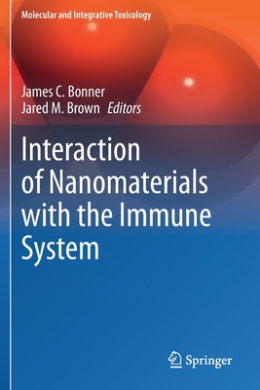 Molecular and Integrative Toxicology
James C. Bonner
Jared M. Brown Editors
Interaction
of Nanomaterials
with the Immune
System
Springer